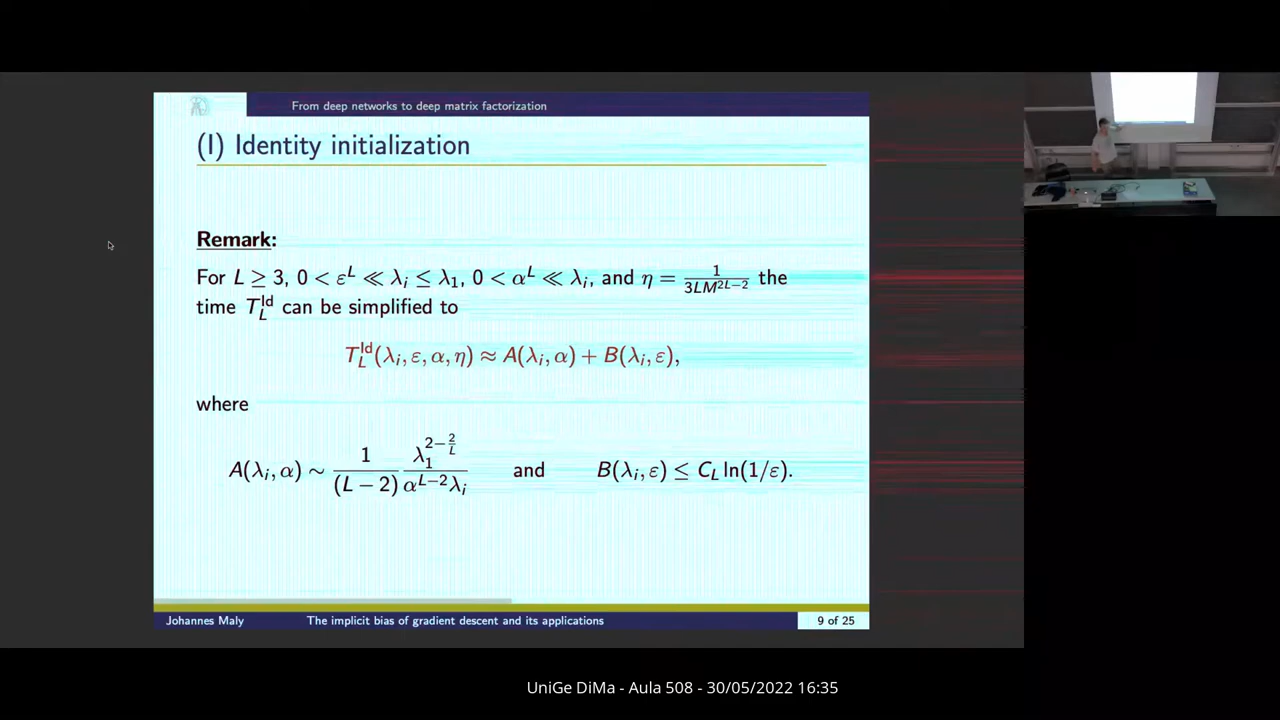 From deep networks to deep matrix factorization
(I) Identity initialization
Remark:
For L ≥ 3, 0 < ε^L ≪ λ_i ≤ λ_1, 0 < α^L ≪ λ_i, and η = 1/(3LM^{2L−2}) the
time T_L^{Id} can be simplified to
T_L^{Id}(λ_i, ε, α, η) ≈ A(λ_i, α) + B(λ_i, ε),
where
A(λ_i, α) ∼ 1/(L − 2) λ_1^{2−2/L}/(α^{L−2}λ_i) and B(λ_i, ε) ≤ C_L ln(1/ε).
Johannes Maly The implicit bias of gradient descent and its applications 9 of 25
UniGe DiMa - Aula 508 - 30/05/2022 16:35